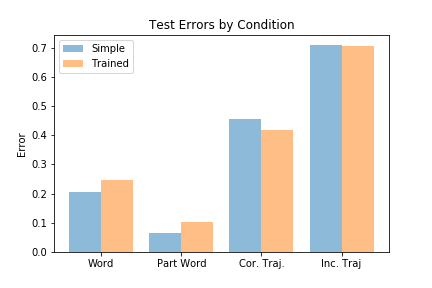 Test Errors by Condition
Simple
Trained
Error
0.7
0.6
0.5
0.4
0.3
0.2
0.1
0.0
Word
Part Word
Cor. Traj.
Inc. Traj